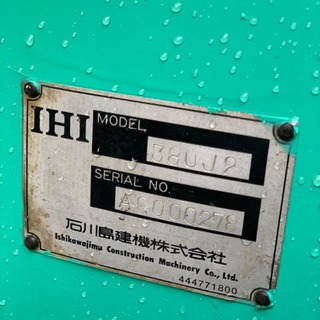 IHI
MODEL
38UJ2
SERIAL NO.
AC000278
石川島建機株式会社
Ishikawajima Construction Machinery Co., Ltd.
444771800